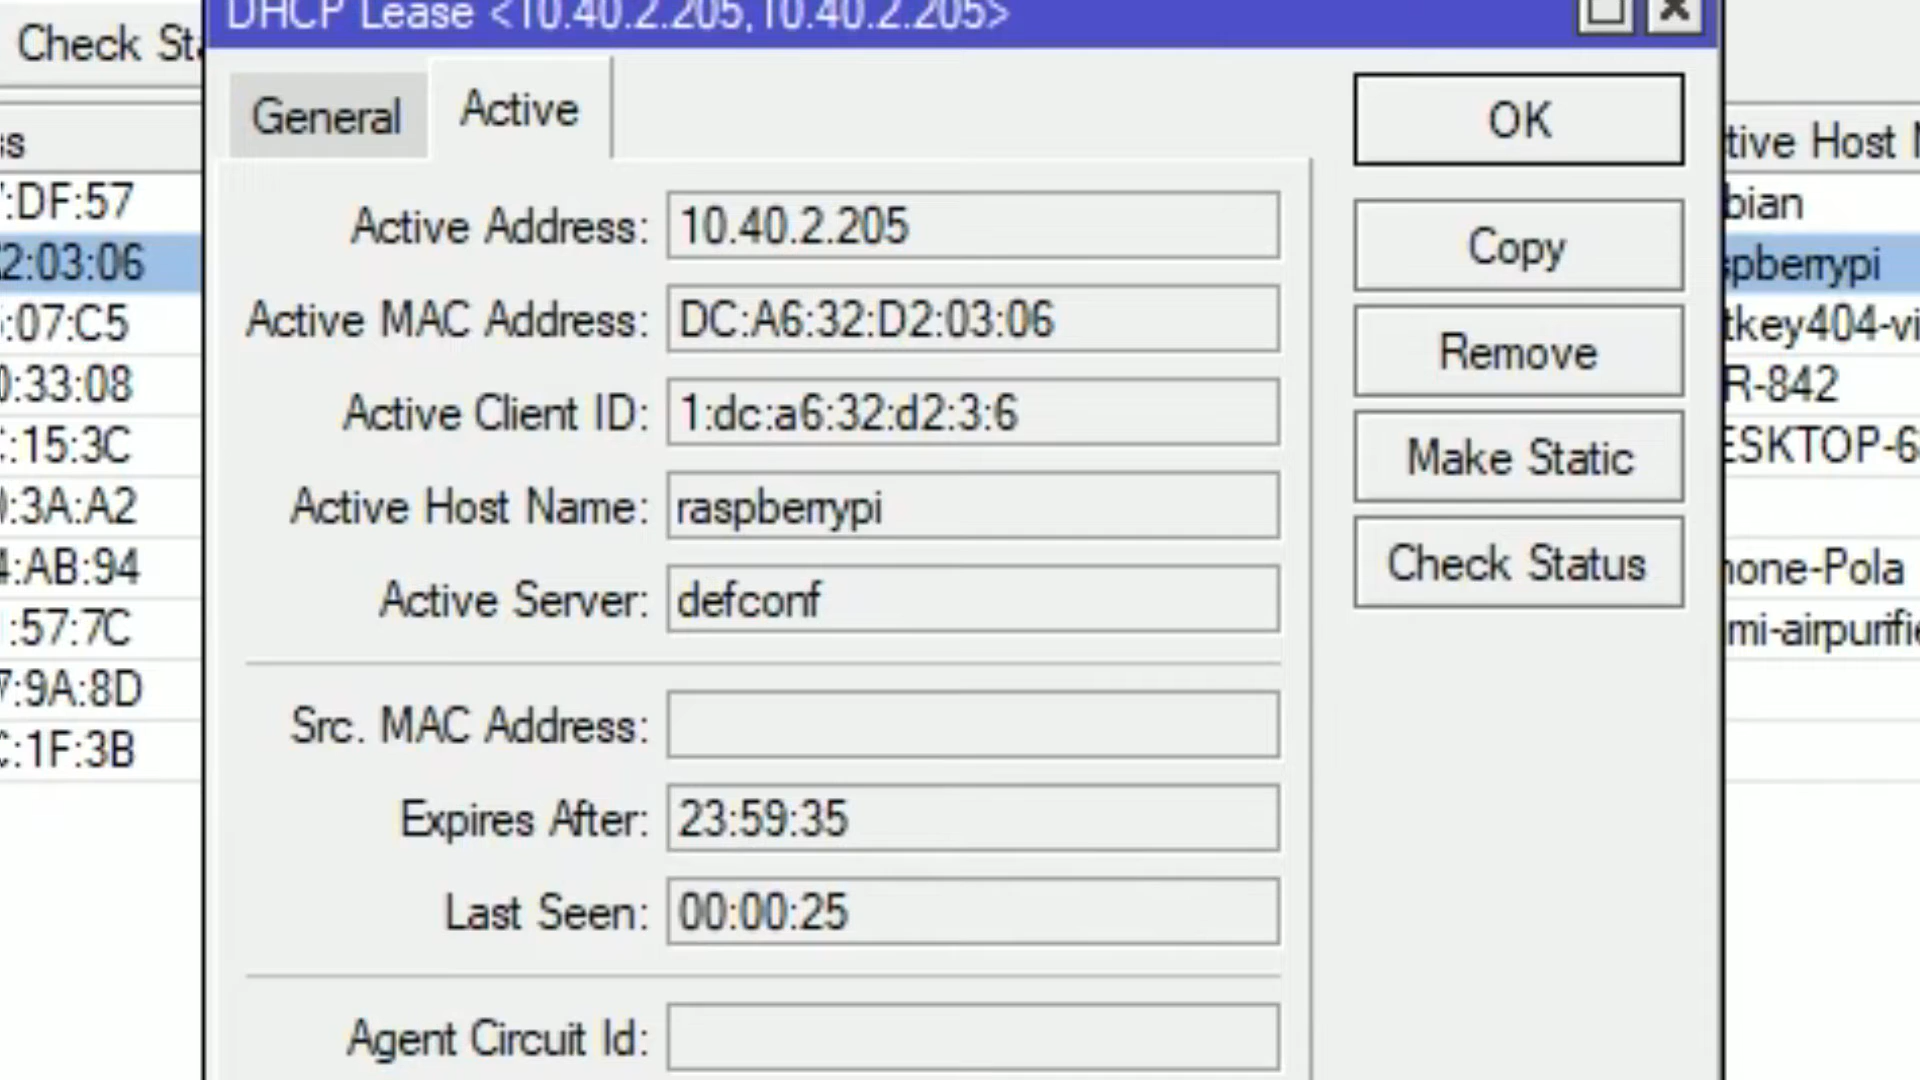 DHCP Lease <10.40.2.205, 10.40.2.205>
Check
General
Active
OK
Active Address: 10.40.2.205
Copy
Active MAC Address: DC:A6:32:D2:03:06
Remove
Active Client ID: 1:dc:a6:32:d2:3:6
Make Static
Active Host Name: raspberrypi
Check Status
Active Server: defconf
Src. MAC Address:
Expires After: 23:59:35
Last Seen: 00:00:25
Agent Circuit Id:
:DF:57
2:03:06
:07:C5
:33:08
:15:3C
:3A:A2
:AB:94
:57:7C
:9A:8D
:1F:3B
tive Host
bian
spberrypi
tkey404-vi
R-842
ESKTOP-6
hone-Pola
mi-airpurifie